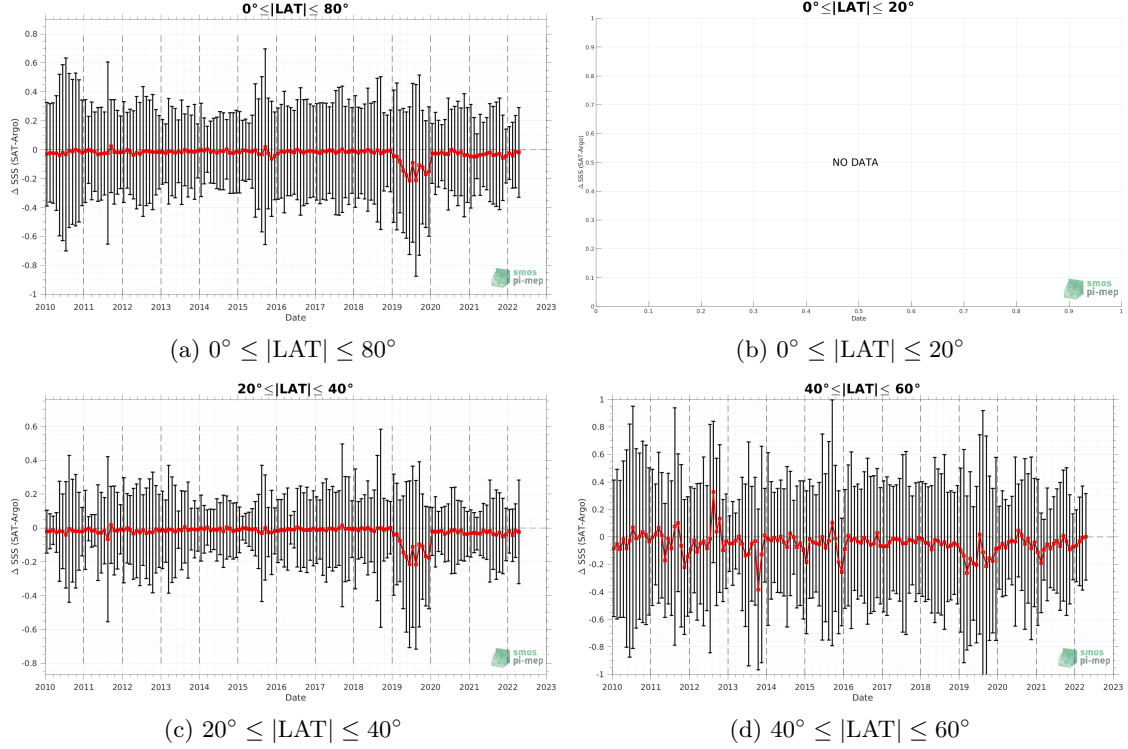 0°≤|LAT|≤ 80°
0.8
0.6
0.4
0.2
0
-0.2
-0.4
-0.6
-0.8
-1
Δ SSS (SAT-Argo)
2010 2011 2012 2013 2014 2015 2016 2017 2018 2019 2020 2021 2022 2023
Date
smos
pi-mep
(a) 0° ≤ |LAT| ≤ 80°
0°≤|LAT|≤ 20°
1
0.9
0.8
0.7
0.6
0.5
0.4
0.3
0.2
0.1
0
Δ SSS (SAT-Argo)
NO DATA
0 0.1 0.2 0.3 0.4 0.5 0.6 0.7 0.8 0.9 1
Date
smos
pi-mep
(b) 0° ≤ |LAT| ≤ 20°
20°≤|LAT|≤ 40°
0.6
0.4
0.2
0
-0.2
-0.4
-0.6
-0.8
Δ SSS (SAT-Argo)
2010 2011 2012 2013 2014 2015 2016 2017 2018 2019 2020 2021 2022 2023
Date
smos
pi-mep
(c) 20° ≤ |LAT| ≤ 40°
40°≤|LAT|≤ 60°
1
0.8
0.6
0.4
0.2
0
-0.2
-0.4
-0.6
-0.8
-1
Δ SSS (SAT-Argo)
2010 2011 2012 2013 2014 2015 2016 2017 2018 2019 2020 2021 2022 2023
Date
smos
pi-mep
(d) 40° ≤ |LAT| ≤ 60°